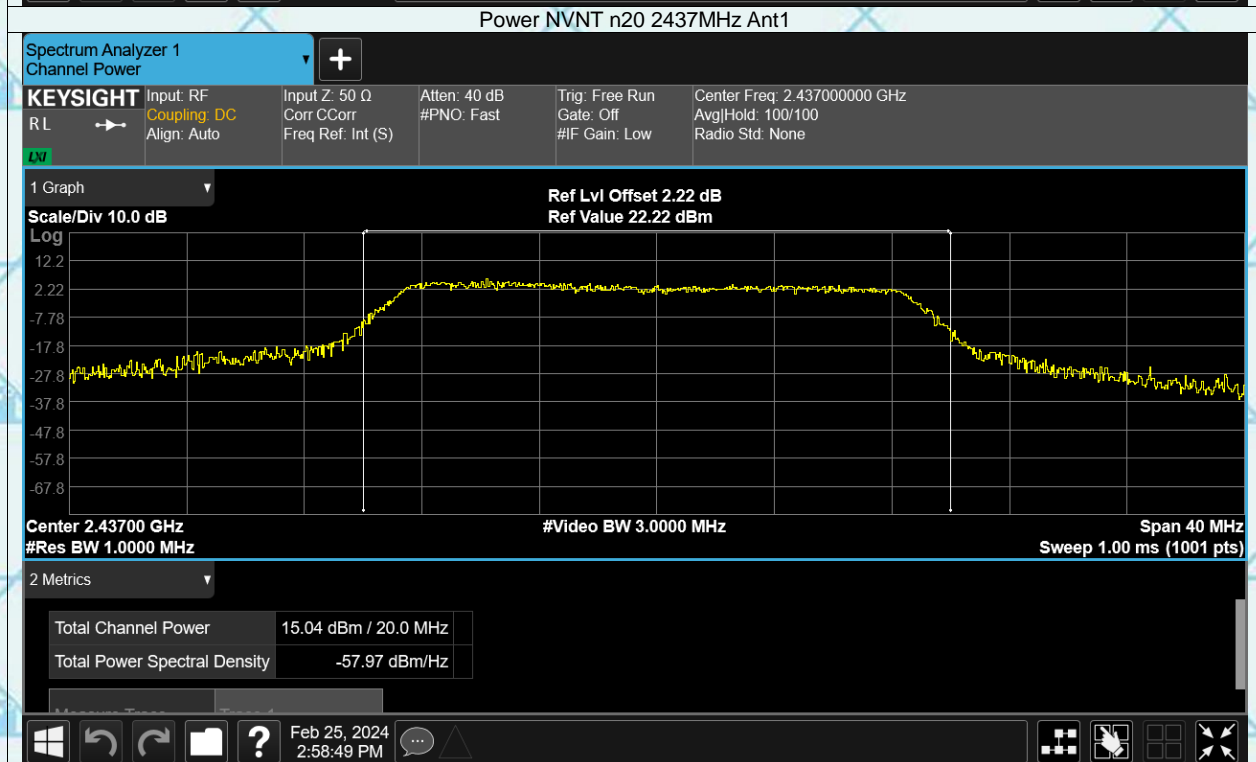 Power NVNT n20 2437MHz Ant1
Spectrum Analyzer 1
Channel Power
+
KEYSIGHT
RL
LXI
Input: RF
Coupling: DC
Align: Auto
Input Z: 50 Ω
Corr CCorr
Freq Ref: Int (S)
Atten: 40 dB
#PNO: Fast
Trig: Free Run
Gate: Off
#IF Gain: Low
Center Freq: 2.437000000 GHz
Avg|Hold: 100/100
Radio Std: None
1 Graph
Scale/Div 10.0 dB
Ref Lvl Offset 2.22 dB
Ref Value 22.22 dBm
Log
12.2
2.22
-7.78
-17.8
-27.8
-37.8
-47.8
-57.8
-67.8
Center 2.43700 GHz
#Video BW 3.0000 MHz
Span 40 MHz
#Res BW 1.0000 MHz
Sweep 1.00 ms (1001 pts)
2 Metrics
Total Channel Power 15.04 dBm / 20.0 MHz
Total Power Spectral Density -57.97 dBm/Hz
Measure Trace Trace 1
?
Feb 25, 2024
2:58:49 PM